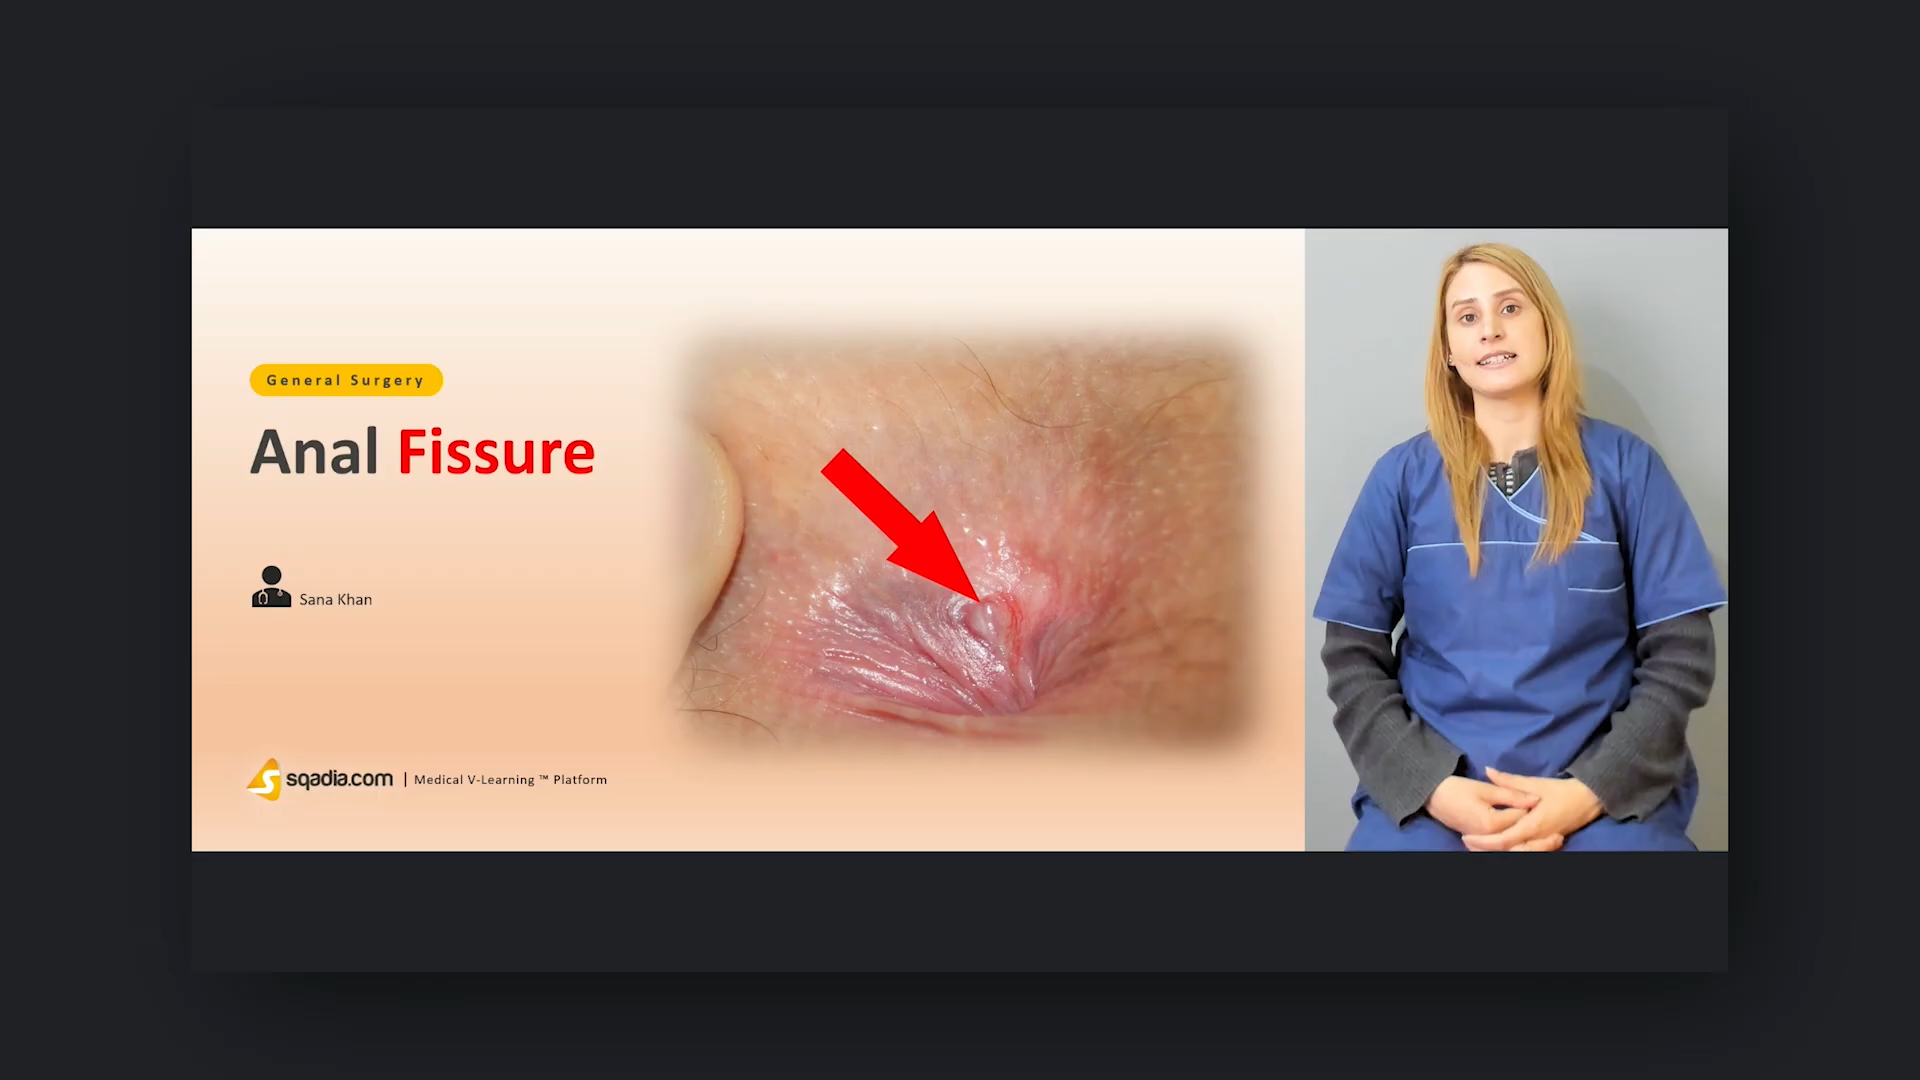 General Surgery
Anal Fissure
Sana Khan
sqadia.com | Medical V-Learning ™ Platform